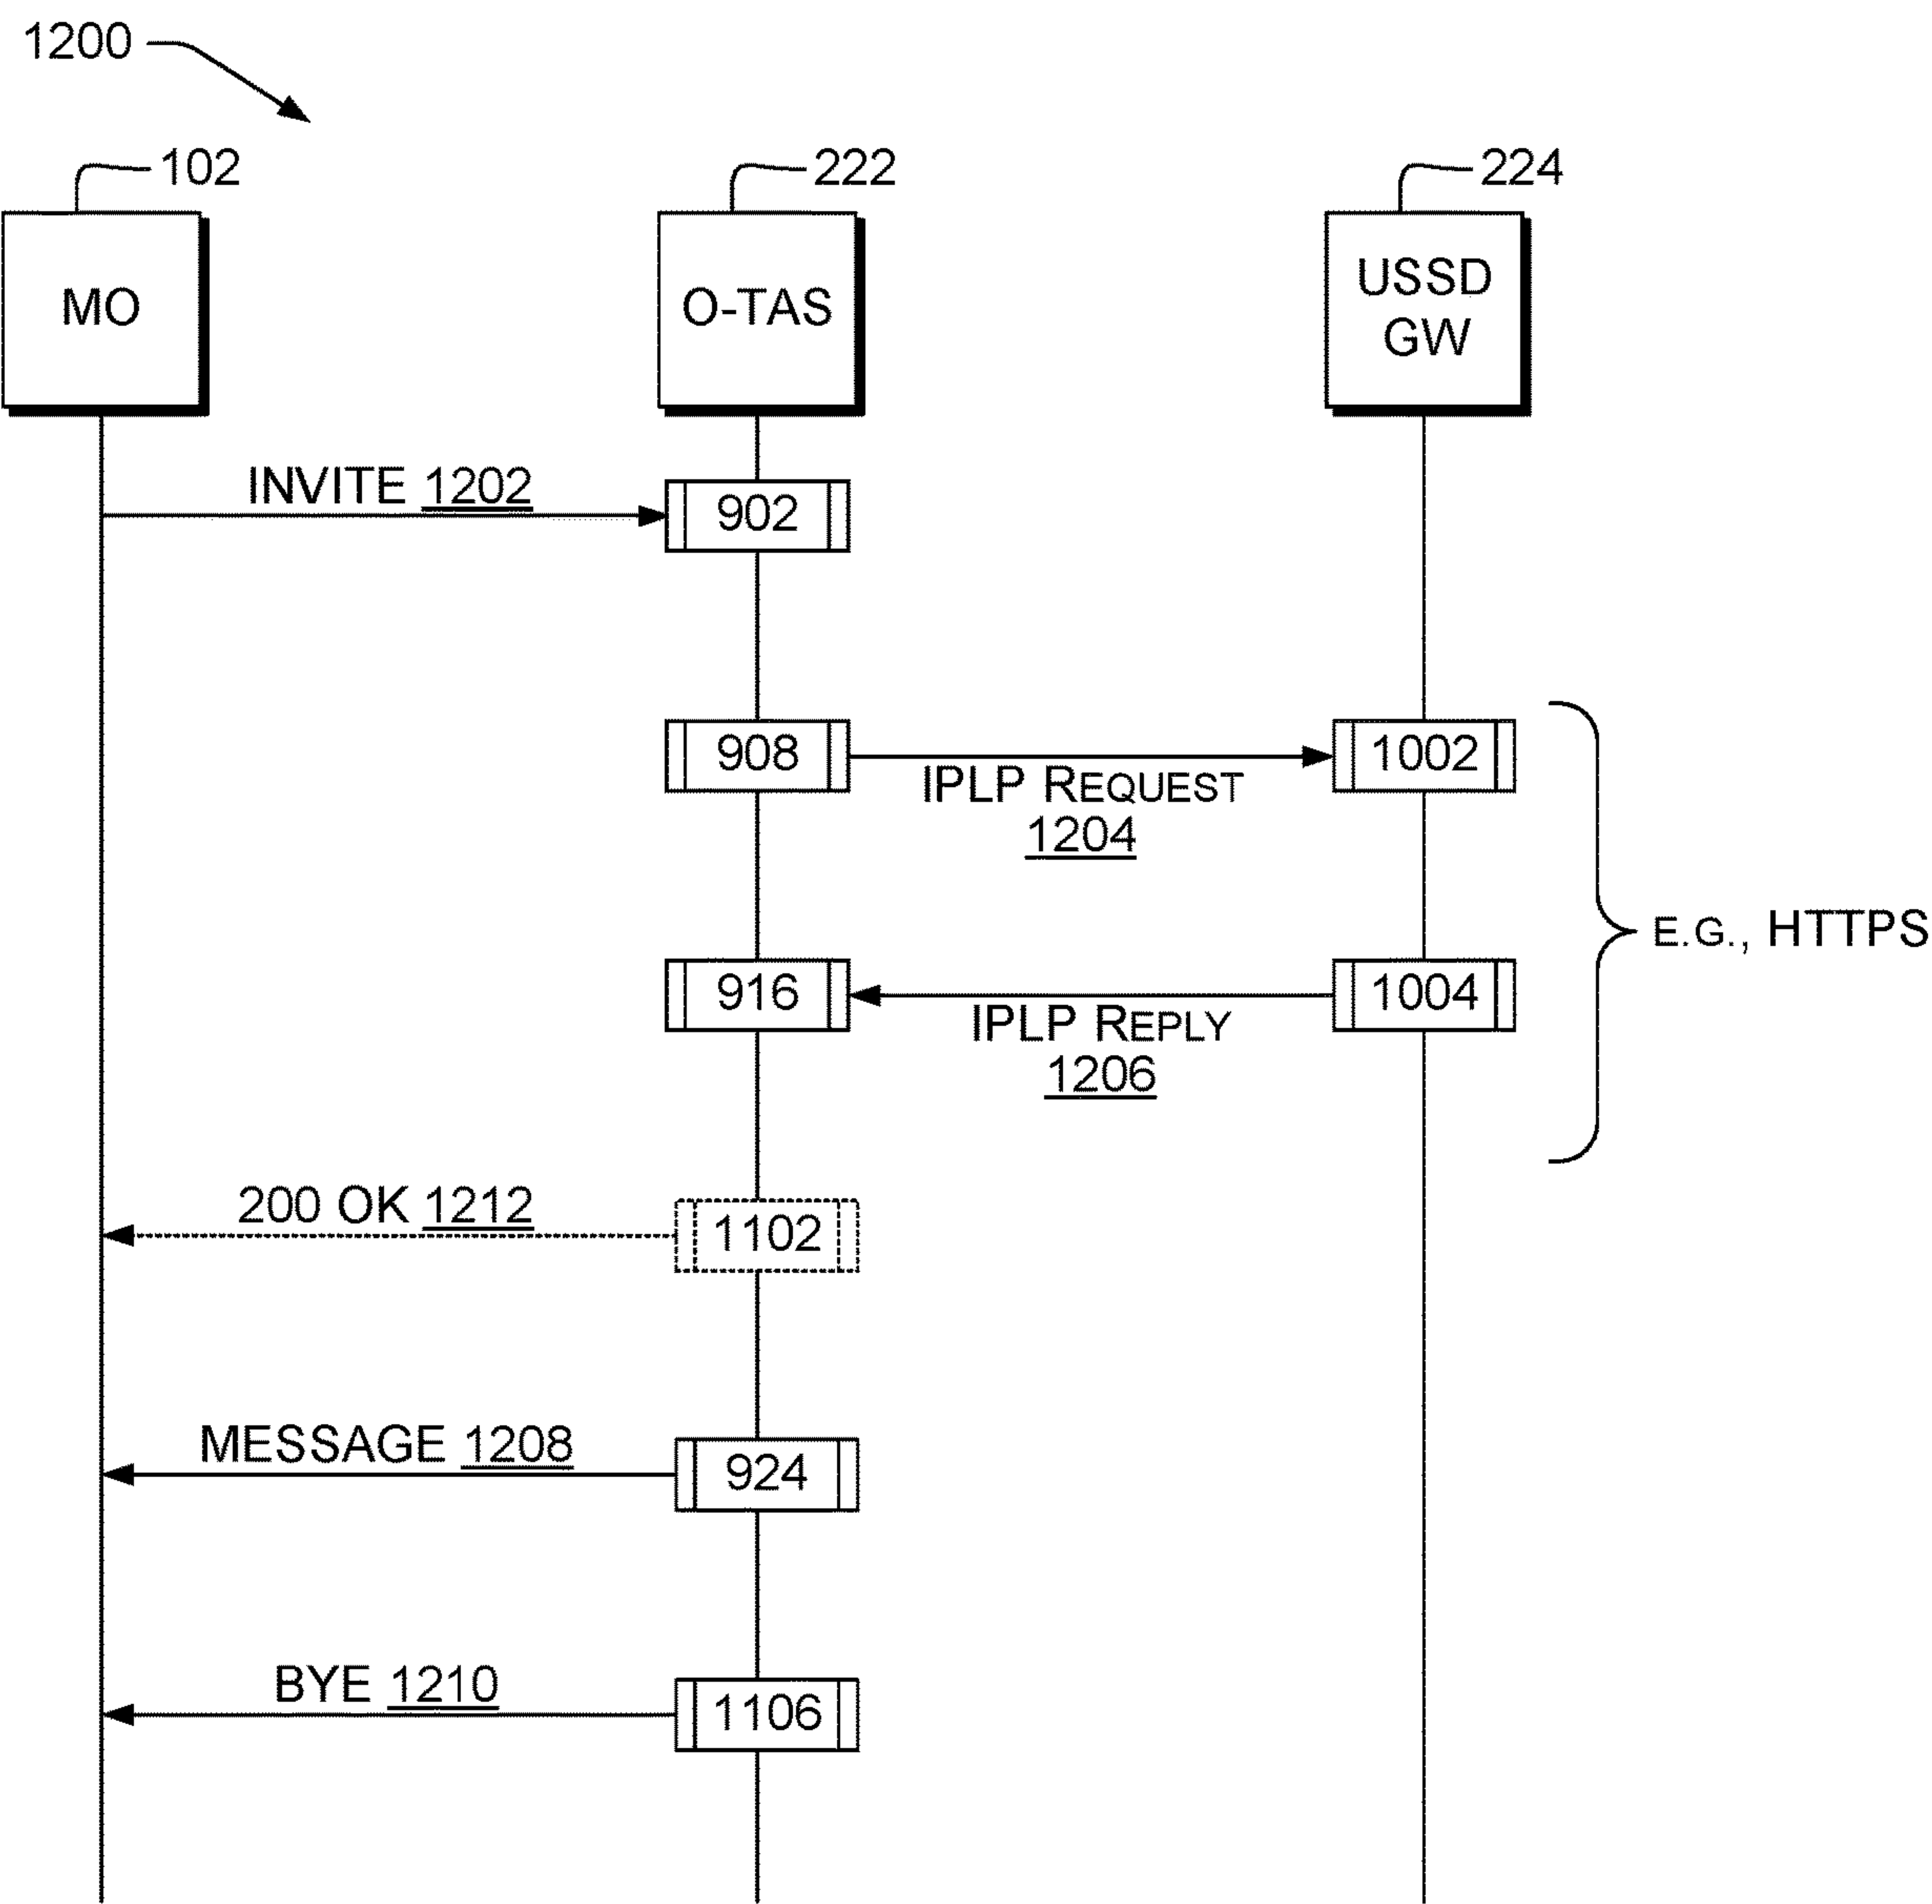 1200
102
222
224
MO
O-TAS
USSD
GW
INVITE 1202
902
908
1002
IPLP REQUEST
1204
E.G., HTTPS
916
1004
IPLP REPLY
1206
200 OK 1212
1102
MESSAGE 1208
924
BYE 1210
1106